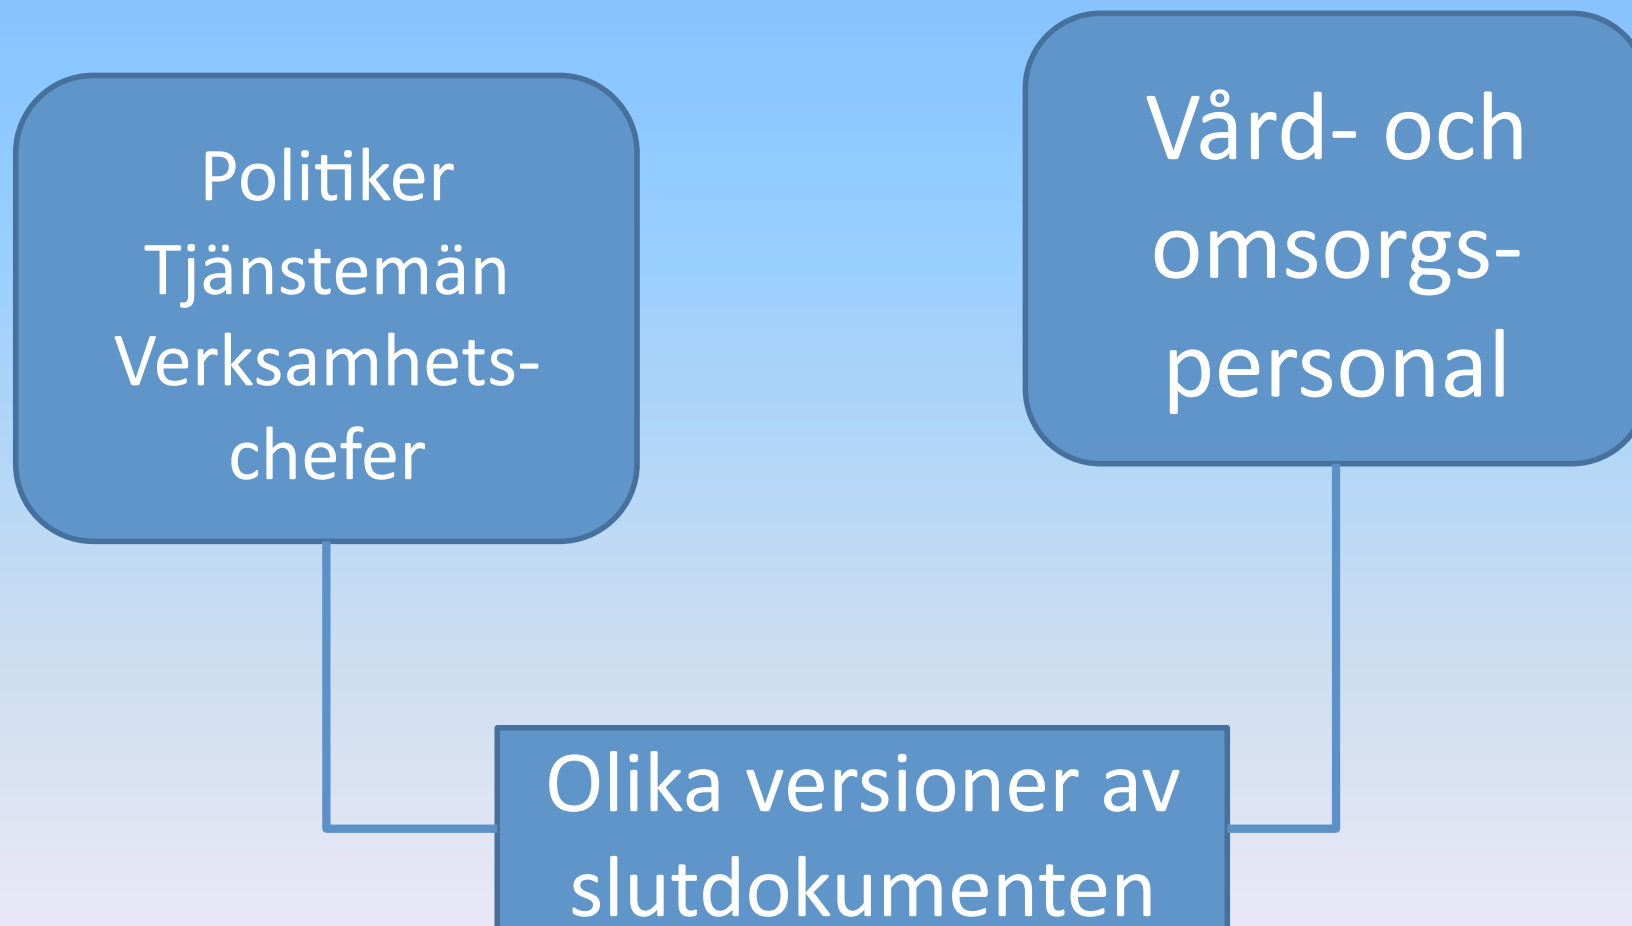 Politiker
Tjänstemän
Verksamhets-
chefer
Vård- och
omsorgs-
personal
Olika versioner av
slutdokumenten